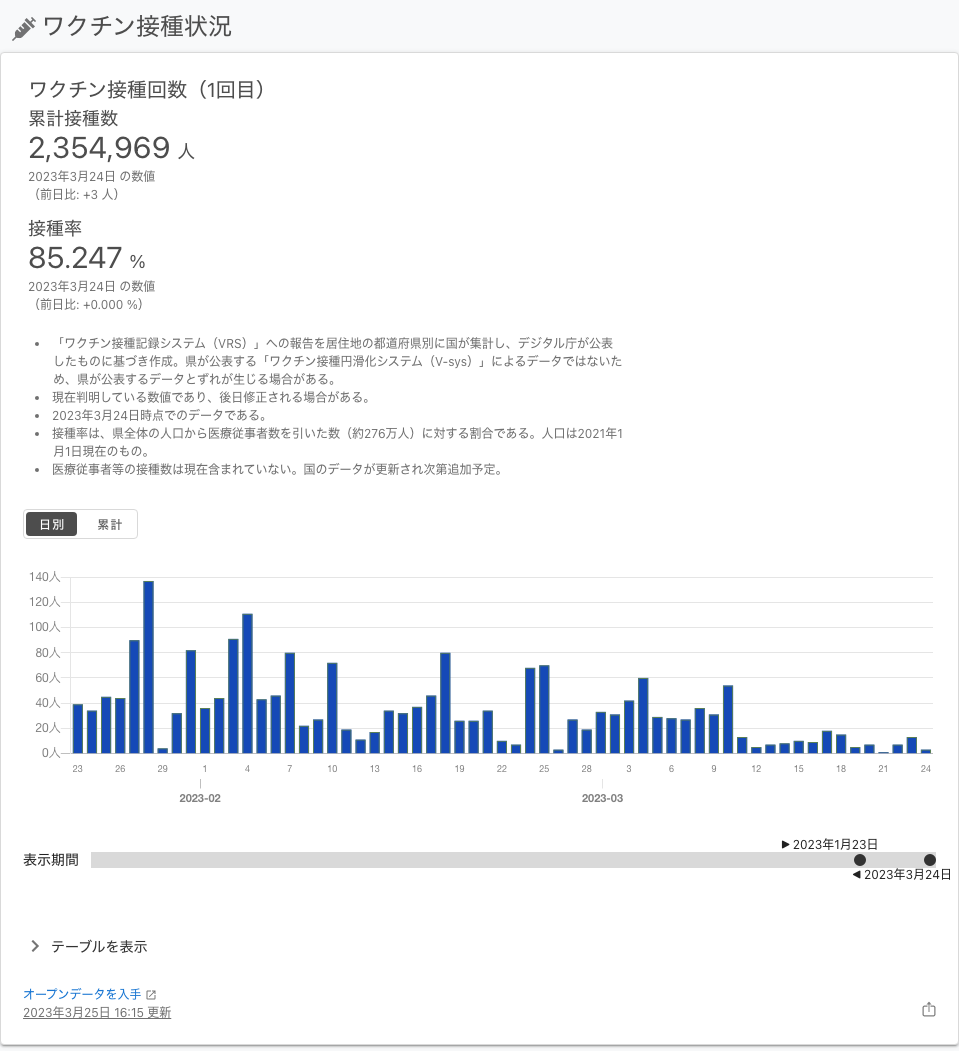 ワクチン接種状況
ワクチン接種回数（1回目）
累計接種数
2,354,969 人
2023年3月24日 の数値
（前日比: +3 人）
接種率
85.247 %
2023年3月24日 の数値
（前日比: +0.000 %）
• 「ワクチン接種記録システム（VRS）」への報告を居住地の都道府県別に国が集計し、デジタル庁が公表
したものに基づき作成。県が公表する「ワクチン接種円滑化システム（V-sys）」によるデータではないた
め、県が公表するデータとずれが生じる場合がある。
• 現在判明している数値であり、後日修正される場合がある。
• 2023年3月24日時点でのデータである。
• 接種率は、県全体の人口から医療従事者数を引いた数（約276万人）に対する割合である。人口は2021年1
月1日現在のもの。
• 医療従事者等の接種数は現在含まれていない。国のデータが更新され次第追加予定。
日別 累計
140人
120人
100人
80人
60人
40人
20人
0人
23 26 29 1 4 7 10 13 16 19 22 25 28 3 6 9 12 15 18 21 24
2023-02 2023-03
▶ 2023年1月23日
表示期間
◀ 2023年3月24日
テーブルを表示
オープンデータを入手
2023年3月25日 16:15 更新